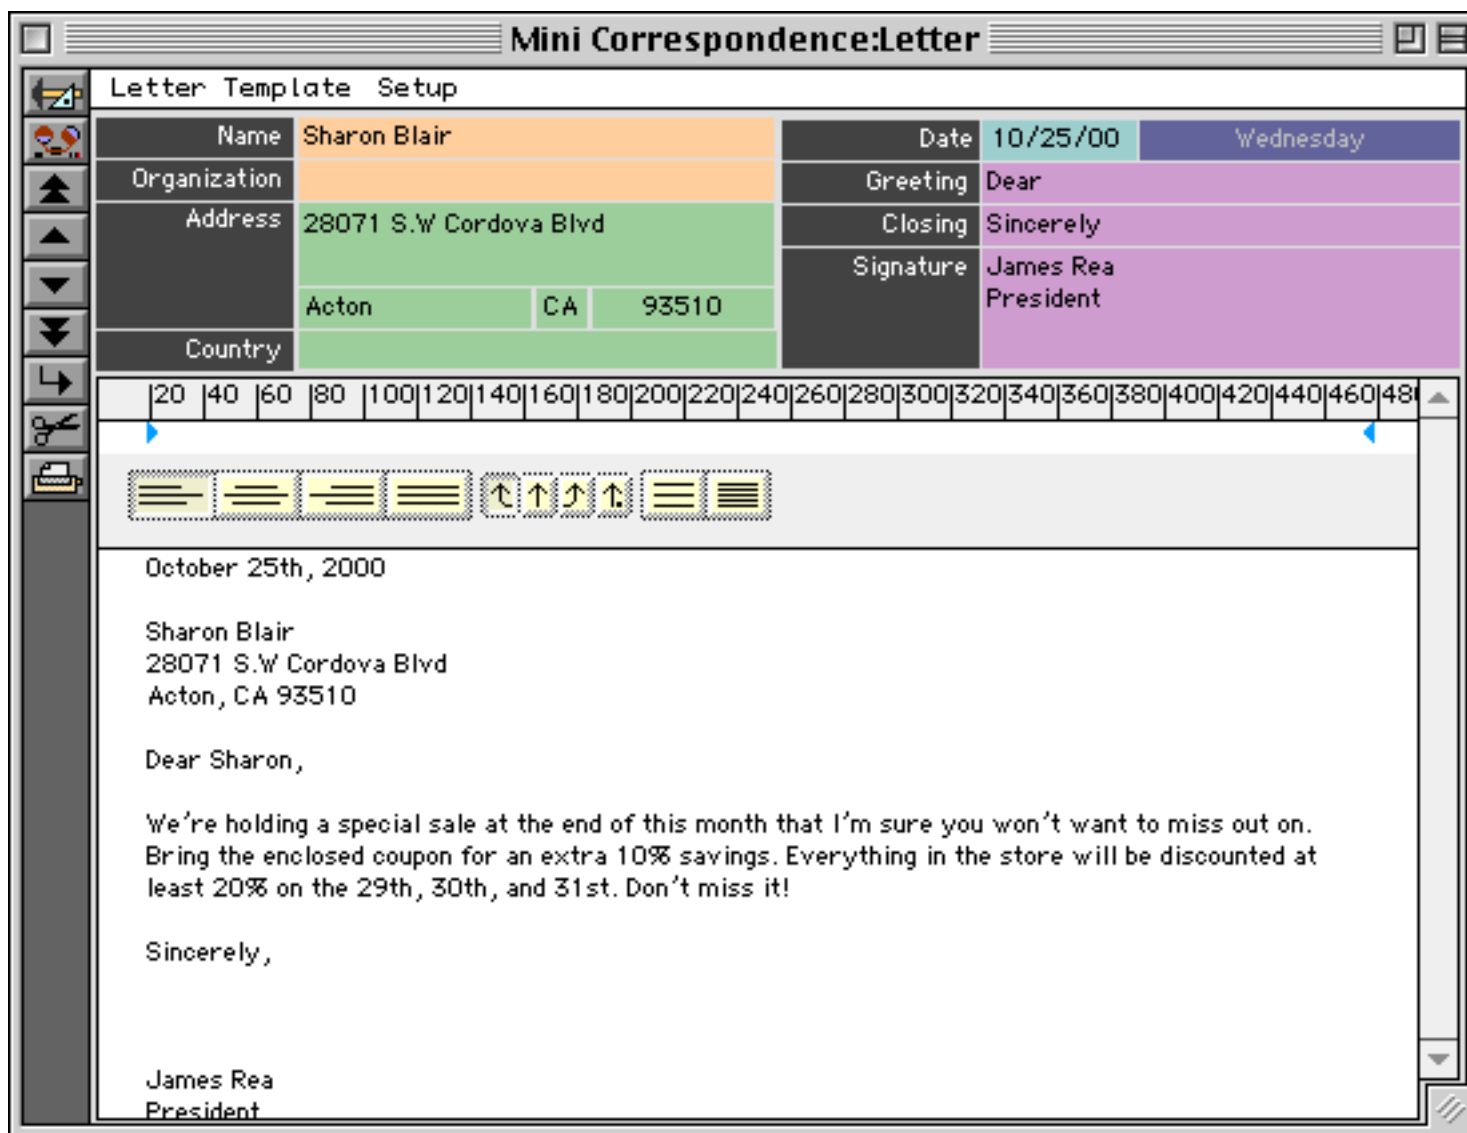 Mini Correspondence:Letter
Letter Template Setup
Name Sharon Blair
Organization
Address 28071 S.W Cordova Blvd
Acton CA 93510
Country
Date 10/25/00 Wednesday
Greeting Dear
Closing Sincerely
Signature James Rea
President
|20 |40 |60 |80 |100|120|140|160|180|200|220|240|260|280|300|320|340|360|380|400|420|440|460|48
October 25th, 2000
Sharon Blair
28071 S.W Cordova Blvd
Acton, CA 93510
Dear Sharon,
We're holding a special sale at the end of this month that I'm sure you won't want to miss out on.
Bring the enclosed coupon for an extra 10% savings. Everything in the store will be discounted at
least 20% on the 29th, 30th, and 31st. Don't miss it!
Sincerely,
James Rea
President